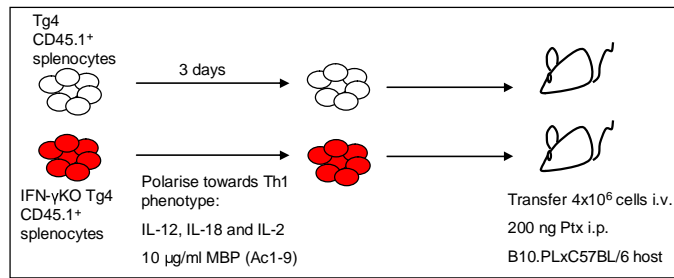 Tg4
CD45.1⁺
splenocytes
3 days
IFN-γKO Tg4
CD45.1⁺
splenocytes
Polarise towards Th1
phenotype:
IL-12, IL-18 and IL-2
10 µg/ml MBP (Ac1-9)
Transfer 4x10⁶ cells i.v.
200 ng Ptx i.p.
B10.PLxC57BL/6 host